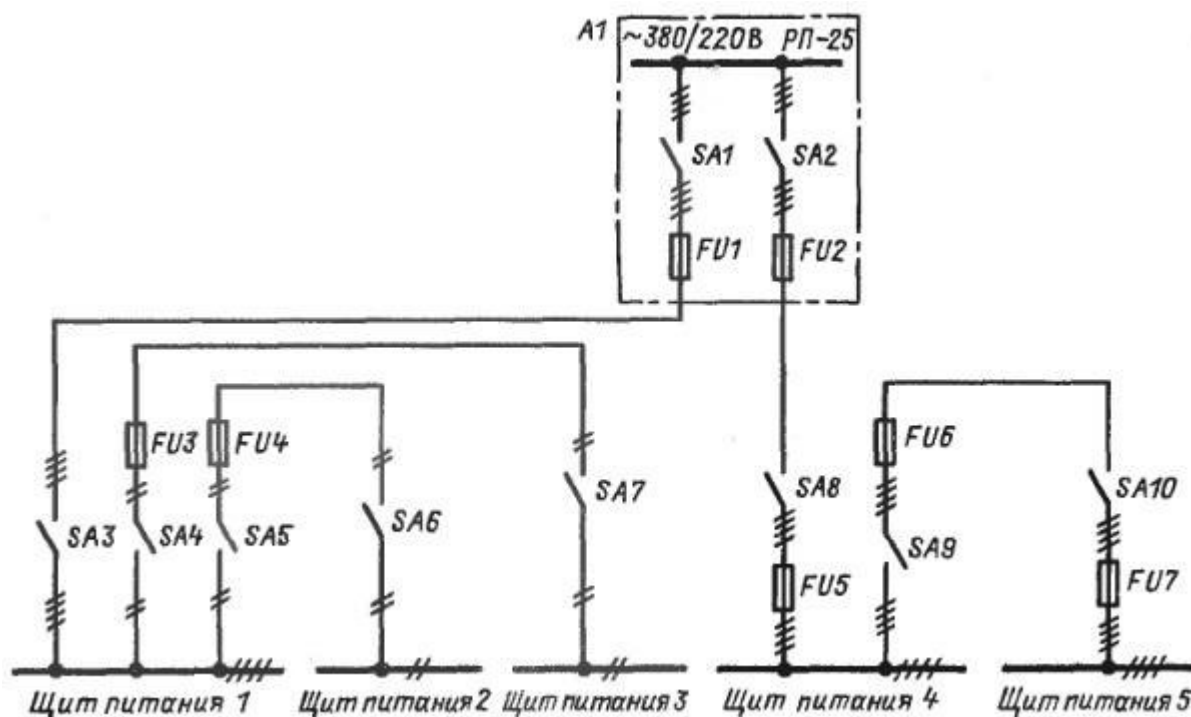 А1 ~380/220В РП-25
SA1 SA2
FU1 FU2
FU3 FU4 FU6
SA7 SA8 SA10
SA3 SA4 SA5 SA6 SA9
FU5 FU7
Щит питания 1 Щит питания 2 Щит питания 3 Щит питания 4 Щит питания 5